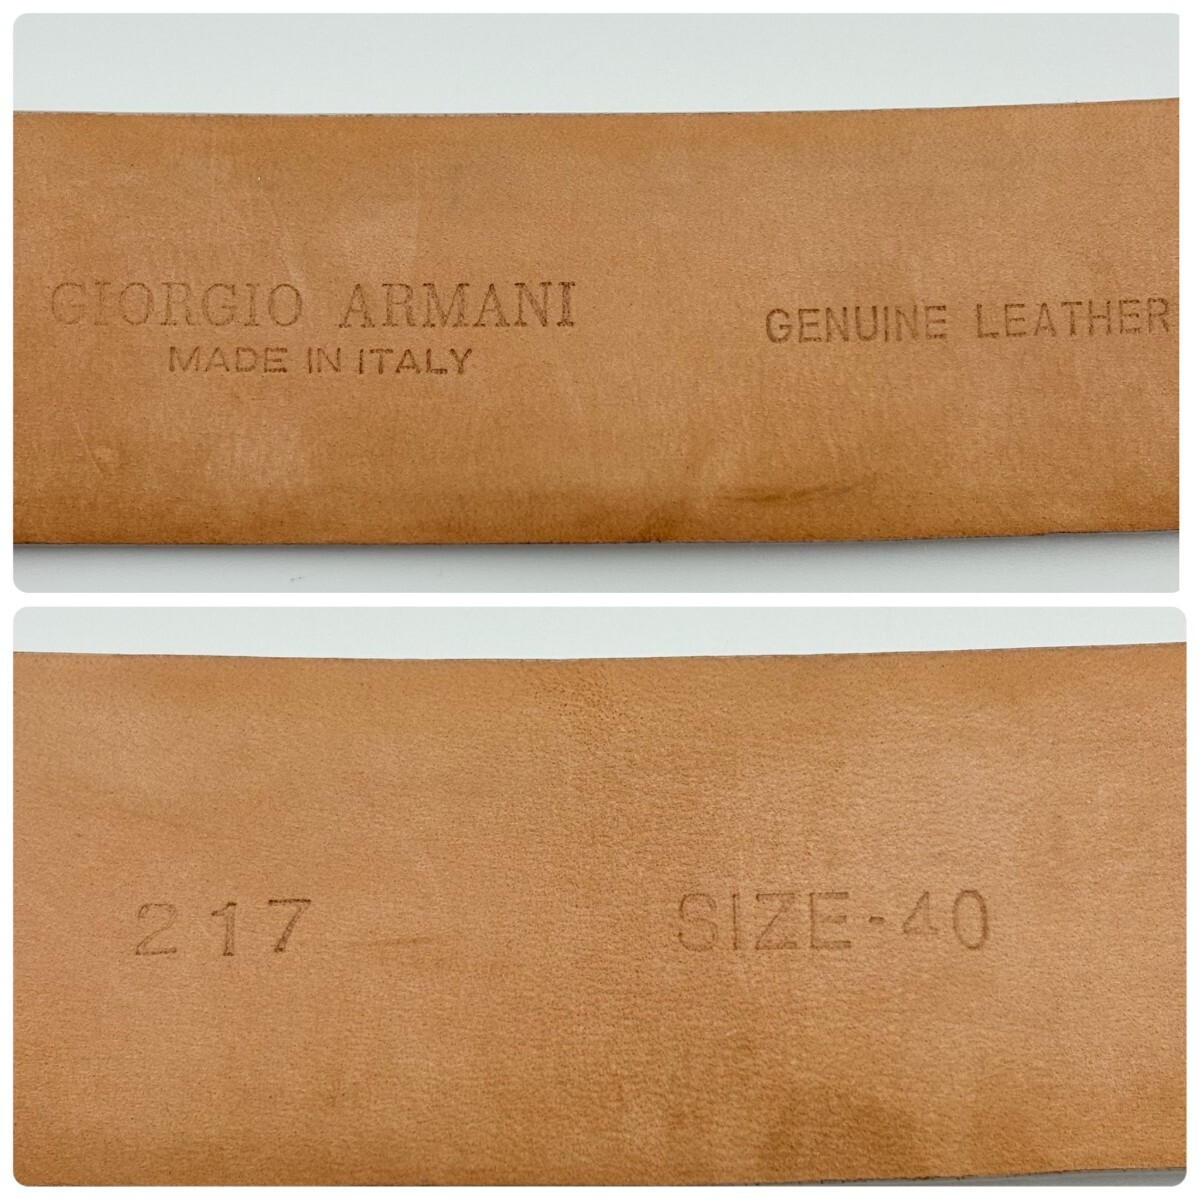 GIORGIO ARMANI
MADE IN ITALY
GENUINE LEATHER
217
SIZE-40